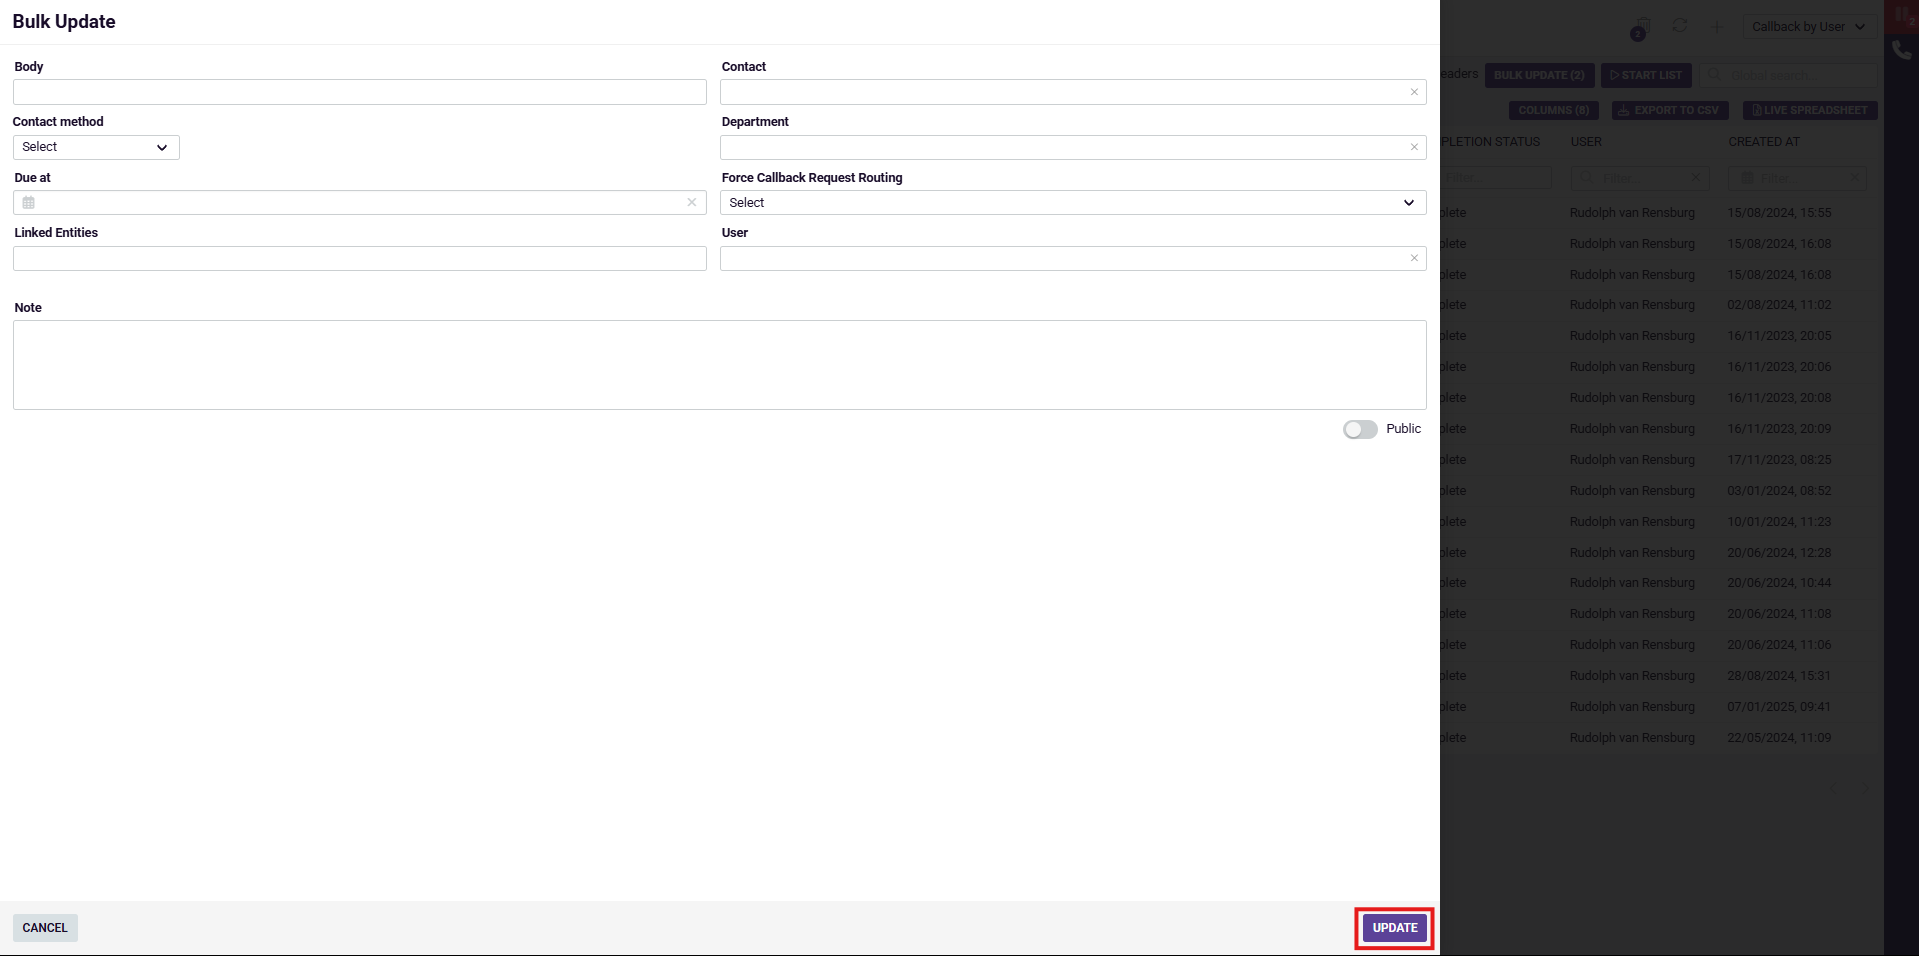 Bulk Update
Body
Contact
Contact method
Select
Department
Due at
Force Callback Request Routing
Select
Linked Entities
User
Note
Public
CANCEL
UPDATE
2
Callback by User
2
eaders
BULK UPDATE (2)
START LIST
Global search...
COLUMNS (8)
EXPORT TO CSV
LIVE SPREADSHEET
PLETION STATUS USER CREATED AT
Filter... Filter... Filter...
plete Rudolph van Rensburg 15/08/2024, 15:55
plete Rudolph van Rensburg 15/08/2024, 16:08
plete Rudolph van Rensburg 15/08/2024, 16:08
plete Rudolph van Rensburg 02/08/2024, 11:02
plete Rudolph van Rensburg 16/11/2023, 20:05
plete Rudolph van Rensburg 16/11/2023, 20:06
plete Rudolph van Rensburg 16/11/2023, 20:08
plete Rudolph van Rensburg 16/11/2023, 20:09
plete Rudolph van Rensburg 17/11/2023, 08:25
plete Rudolph van Rensburg 03/01/2024, 08:52
plete Rudolph van Rensburg 10/01/2024, 11:23
plete Rudolph van Rensburg 20/06/2024, 12:28
plete Rudolph van Rensburg 20/06/2024, 10:44
plete Rudolph van Rensburg 20/06/2024, 11:08
plete Rudolph van Rensburg 20/06/2024, 11:06
plete Rudolph van Rensburg 28/08/2024, 15:31
plete Rudolph van Rensburg 07/01/2025, 09:41
plete Rudolph van Rensburg 22/05/2024, 11:09